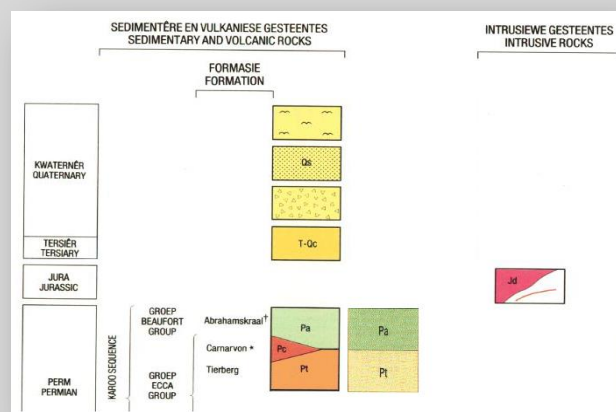 SEDIMENTÊRE EN VULKANIESE GESTEENTES
SEDIMENTARY AND VOLCANIC ROCKS
INTRUSIEWE GESTEENTES
INTRUSIVE ROCKS
FORMASIE
FORMATION
KWATERNÊR
QUATERNARY
Qs
TERSIÊR
TERSIARY
T-Qc
JURA
JURASSIC
Jd
PERM
PERMIAN
KAROO SEQUENCE
GROEP
BEAUFORT
GROUP
GROEP
ECCA
GROUP
Abrahamskraal†
Carnarvon *
Tierberg
Pa
Pc
Pt
Pa
Pt